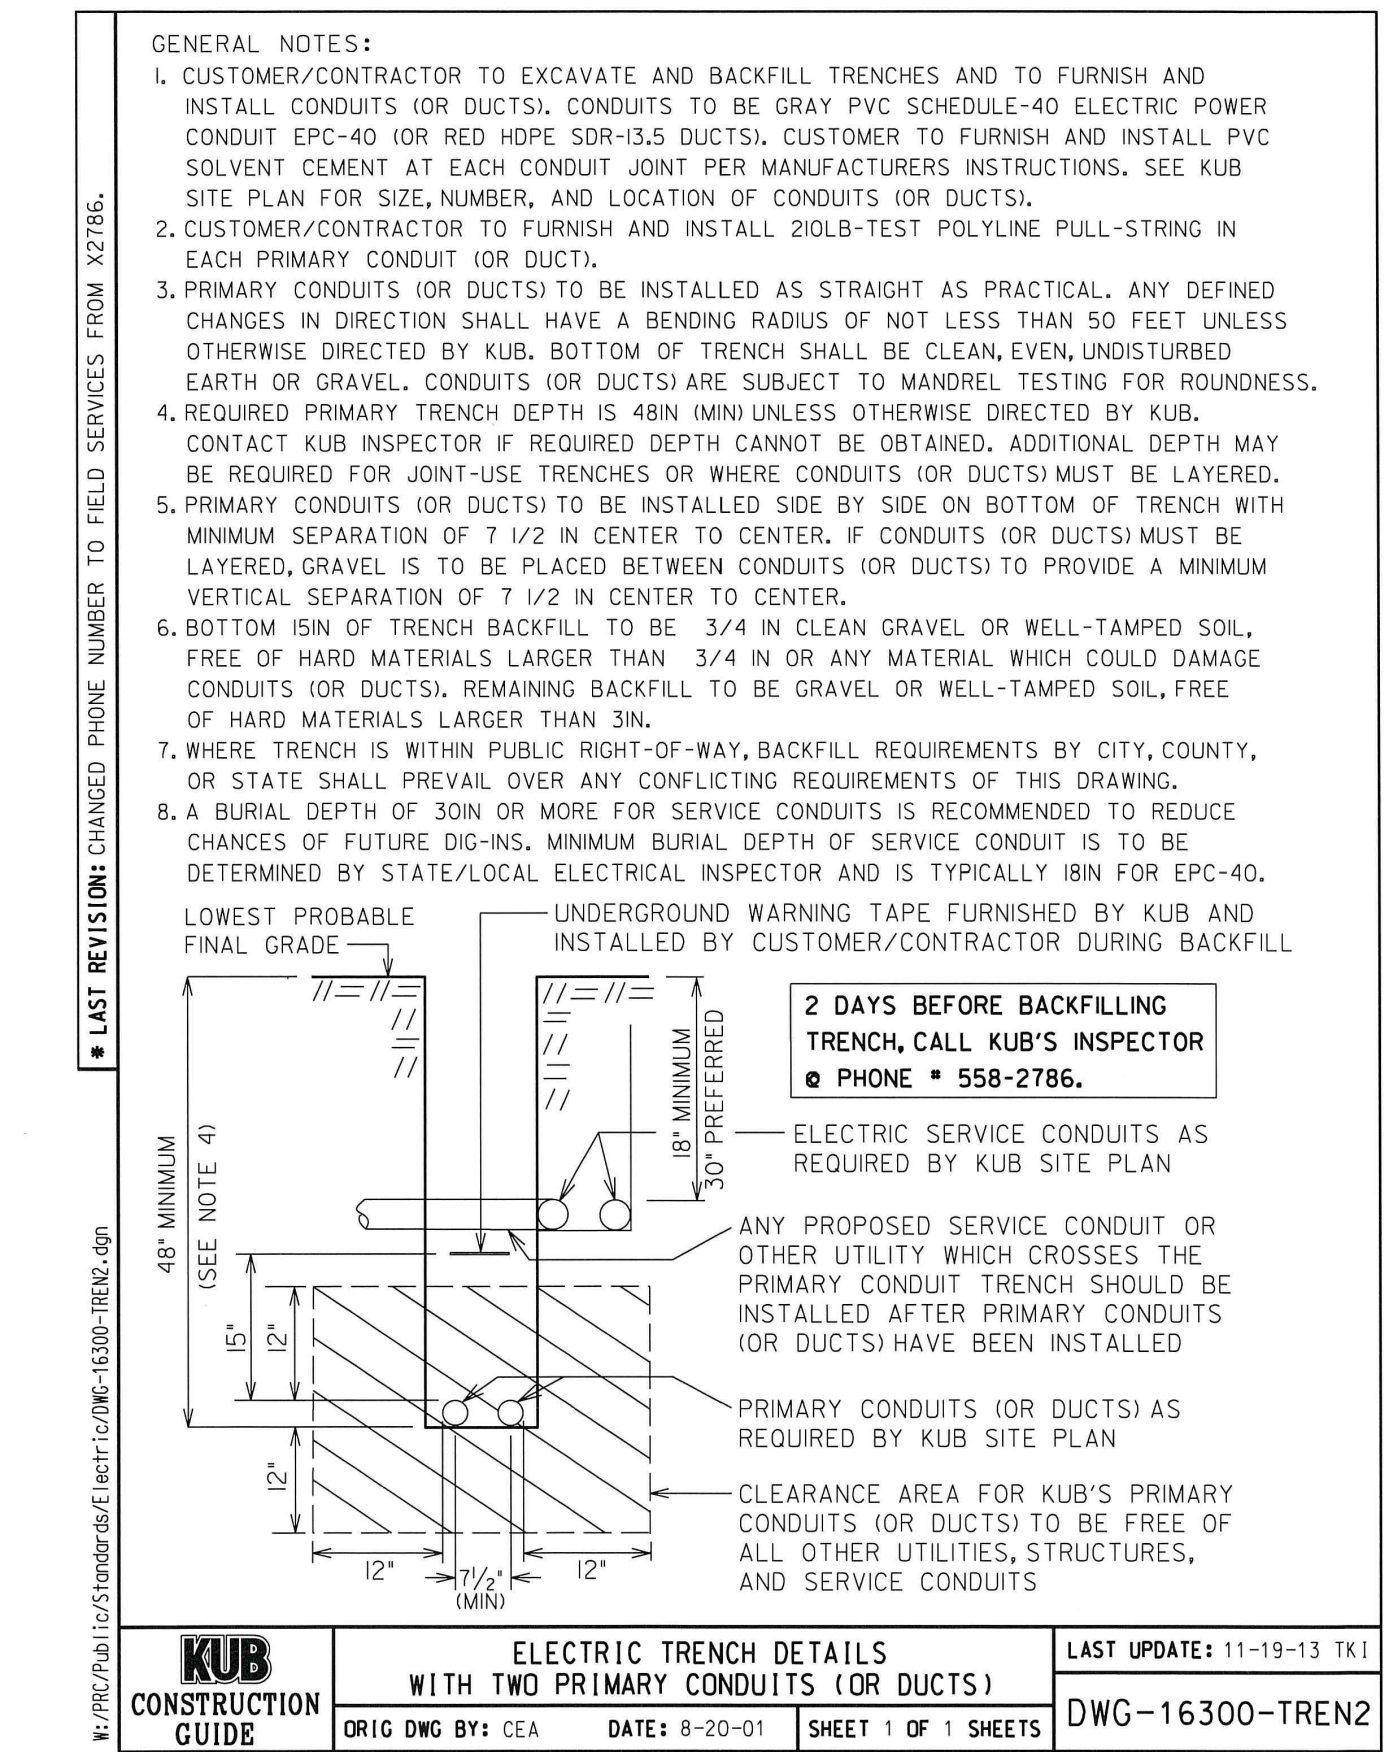 GENERAL NOTES:
1. CUSTOMER/CONTRACTOR TO EXCAVATE AND BACKFILL TRENCHES AND TO FURNISH AND
INSTALL CONDUITS (OR DUCTS). CONDUITS TO BE GRAY PVC SCHEDULE-40 ELECTRIC POWER
CONDUIT EPC-40 (OR RED HDPE SDR-13.5 DUCTS). CUSTOMER TO FURNISH AND INSTALL PVC
SOLVENT CEMENT AT EACH CONDUIT JOINT PER MANUFACTURERS INSTRUCTIONS. SEE KUB
SITE PLAN FOR SIZE, NUMBER, AND LOCATION OF CONDUITS (OR DUCTS).
2. CUSTOMER/CONTRACTOR TO FURNISH AND INSTALL 210LB-TEST POLYLINE PULL-STRING IN
EACH PRIMARY CONDUIT (OR DUCT).
3. PRIMARY CONDUITS (OR DUCTS) TO BE INSTALLED AS STRAIGHT AS PRACTICAL. ANY DEFINED
CHANGES IN DIRECTION SHALL HAVE A BENDING RADIUS OF NOT LESS THAN 50 FEET UNLESS
OTHERWISE DIRECTED BY KUB. BOTTOM OF TRENCH SHALL BE CLEAN, EVEN, UNDISTURBED
EARTH OR GRAVEL. CONDUITS (OR DUCTS) ARE SUBJECT TO MANDREL TESTING FOR ROUNDNESS.
4. REQUIRED PRIMARY TRENCH DEPTH IS 48IN (MIN) UNLESS OTHERWISE DIRECTED BY KUB.
CONTACT KUB INSPECTOR IF REQUIRED DEPTH CANNOT BE OBTAINED. ADDITIONAL DEPTH MAY
BE REQUIRED FOR JOINT-USE TRENCHES OR WHERE CONDUITS (OR DUCTS) MUST BE LAYERED.
5. PRIMARY CONDUITS (OR DUCTS) TO BE INSTALLED SIDE BY SIDE ON BOTTOM OF TRENCH WITH
MINIMUM SEPARATION OF 7 1/2 IN CENTER TO CENTER. IF CONDUITS (OR DUCTS) MUST BE
LAYERED, GRAVEL IS TO BE PLACED BETWEEN CONDUITS (OR DUCTS) TO PROVIDE A MINIMUM
VERTICAL SEPARATION OF 7 1/2 IN CENTER TO CENTER.
6. BOTTOM 15IN OF TRENCH BACKFILL TO BE 3/4 IN CLEAN GRAVEL OR WELL-TAMPED SOIL,
FREE OF HARD MATERIALS LARGER THAN 3/4 IN OR ANY MATERIAL WHICH COULD DAMAGE
CONDUITS (OR DUCTS). REMAINING BACKFILL TO BE GRAVEL OR WELL-TAMPED SOIL, FREE
OF HARD MATERIALS LARGER THAN 3IN.
7. WHERE TRENCH IS WITHIN PUBLIC RIGHT-OF-WAY, BACKFILL REQUIREMENTS BY CITY, COUNTY,
OR STATE SHALL PREVAIL OVER ANY CONFLICTING REQUIREMENTS OF THIS DRAWING.
8. A BURIAL DEPTH OF 30IN OR MORE FOR SERVICE CONDUITS IS RECOMMENDED TO REDUCE
CHANCES OF FUTURE DIG-INS. MINIMUM BURIAL DEPTH OF SERVICE CONDUIT IS TO BE
DETERMINED BY STATE/LOCAL ELECTRICAL INSPECTOR AND IS TYPICALLY 18IN FOR EPC-40.
LOWEST PROBABLE
FINAL GRADE
UNDERGROUND WARNING TAPE FURNISHED BY KUB AND
INSTALLED BY CUSTOMER/CONTRACTOR DURING BACKFILL
2 DAYS BEFORE BACKFILLING
TRENCH, CALL KUB'S INSPECTOR
@ PHONE # 558-2786.
18" MINIMUM
30" PREFERRED
48" MINIMUM
(SEE NOTE 4)
ELECTRIC SERVICE CONDUITS AS
REQUIRED BY KUB SITE PLAN
ANY PROPOSED SERVICE CONDUIT OR
OTHER UTILITY WHICH CROSSES THE
PRIMARY CONDUIT TRENCH SHOULD BE
INSTALLED AFTER PRIMARY CONDUITS
(OR DUCTS) HAVE BEEN INSTALLED
15"
12"
PRIMARY CONDUITS (OR DUCTS) AS
REQUIRED BY KUB SITE PLAN
12"
CLEARANCE AREA FOR KUB'S PRIMARY
CONDUITS (OR DUCTS) TO BE FREE OF
ALL OTHER UTILITIES, STRUCTURES,
AND SERVICE CONDUITS
12"
7 1/2"
(MIN)
12"
* LAST REVISION: CHANGED PHONE NUMBER TO FIELD SERVICES FROM X2786.
W:/PRC/Public/Standards/Electric/DWG-16300-TREN2.dgn
KUB
CONSTRUCTION
GUIDE
ELECTRIC TRENCH DETAILS
WITH TWO PRIMARY CONDUITS (OR DUCTS)
ORIG DWG BY: CEA DATE: 8-20-01 SHEET 1 OF 1 SHEETS
LAST UPDATE: 11-19-13 TKI
DWG-16300-TREN2